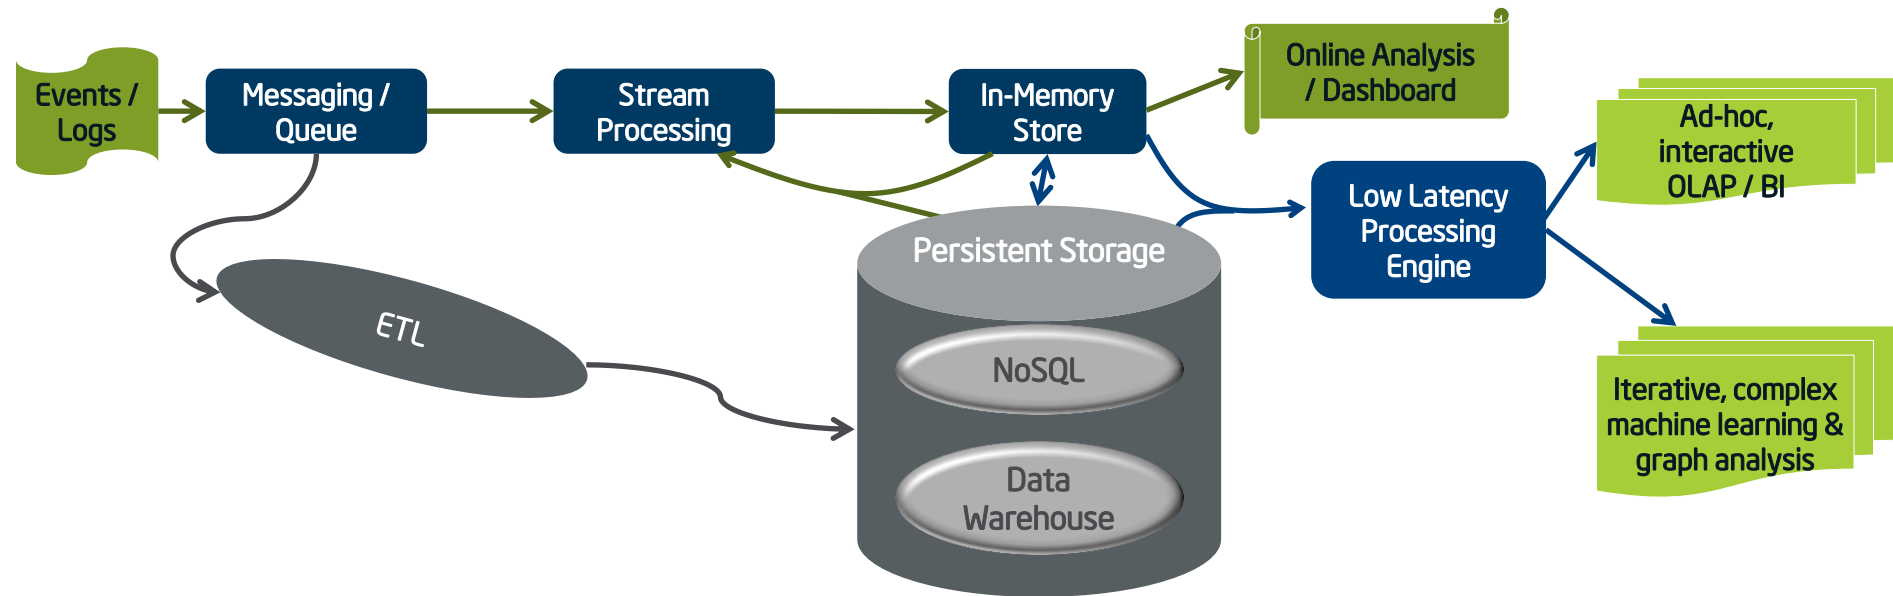 Events /
Logs
Messaging /
Queue
Stream
Processing
In-Memory
Store
Online Analysis
/ Dashboard
Ad-hoc,
interactive
OLAP / BI
Low Latency
Processing
Engine
Persistent Storage
ETL
NoSQL
Data
Warehouse
Iterative, complex
machine learning &
graph analysis